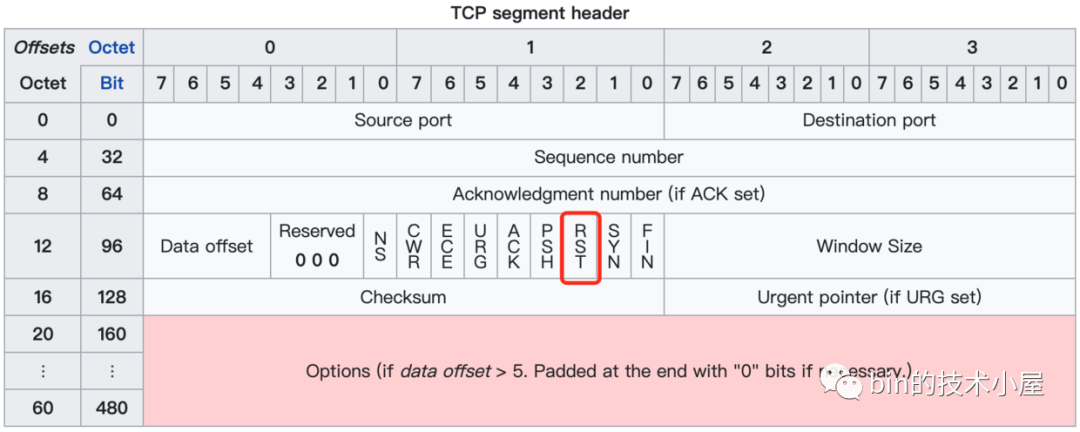 TCP segment header
Offsets Octet 0 1 2 3
Octet Bit 7 6 5 4 3 2 1 0 7 6 5 4 3 2 1 0 7 6 5 4 3 2 1 0 7 6 5 4 3 2 1 0
0 0 Source port Destination port
4 32 Sequence number
8 64 Acknowledgment number (if ACK set)
12 96 Data offset Reserved 0 0 0 NS CWR ECE URG ACK PSH RST SYN FIN Window Size
16 128 Checksum Urgent pointer (if URG set)
20 160
⋮ ⋮ Options (if data offset > 5. Padded at the end with "0" bits if necessary.)
60 480
bin的技术小屋